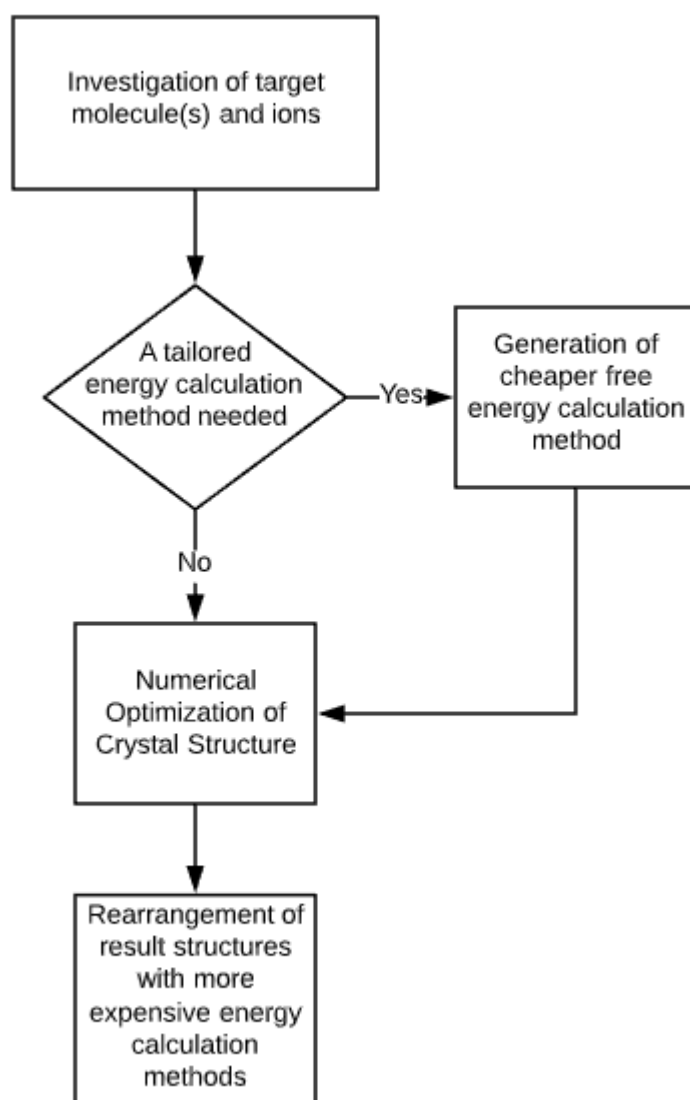 Investigation of target
molecule(s) and ions
A tailored
energy calculation
method needed
Yes
Generation of
cheaper free
energy calculation
method
No
Numerical
Optimization of
Crystal Structure
Rearrangement of
result structures
with more
expensive energy
calculation
methods